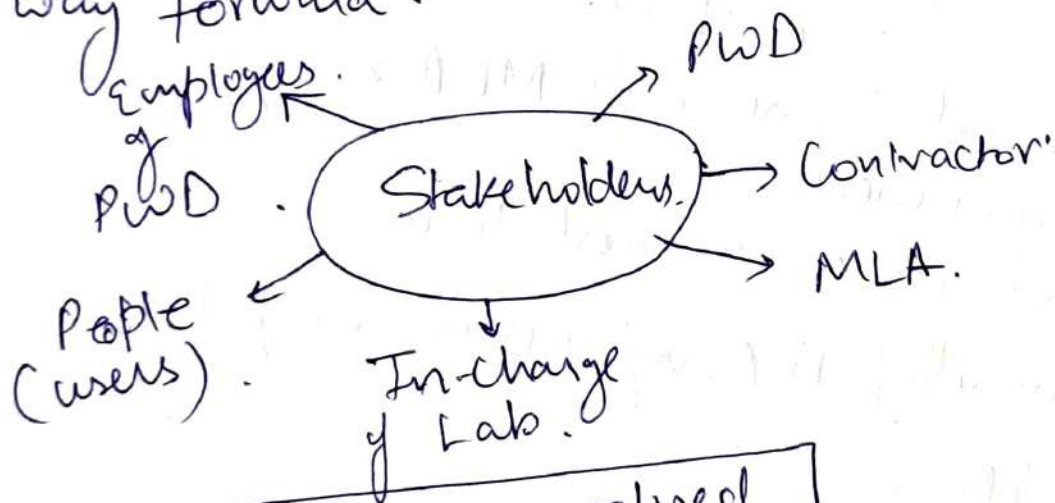 way forward
Employees.
of
PWD.
PWD
Contractor.
MLA.
Stakeholders.
People
(users).
In-charge
of Lab.